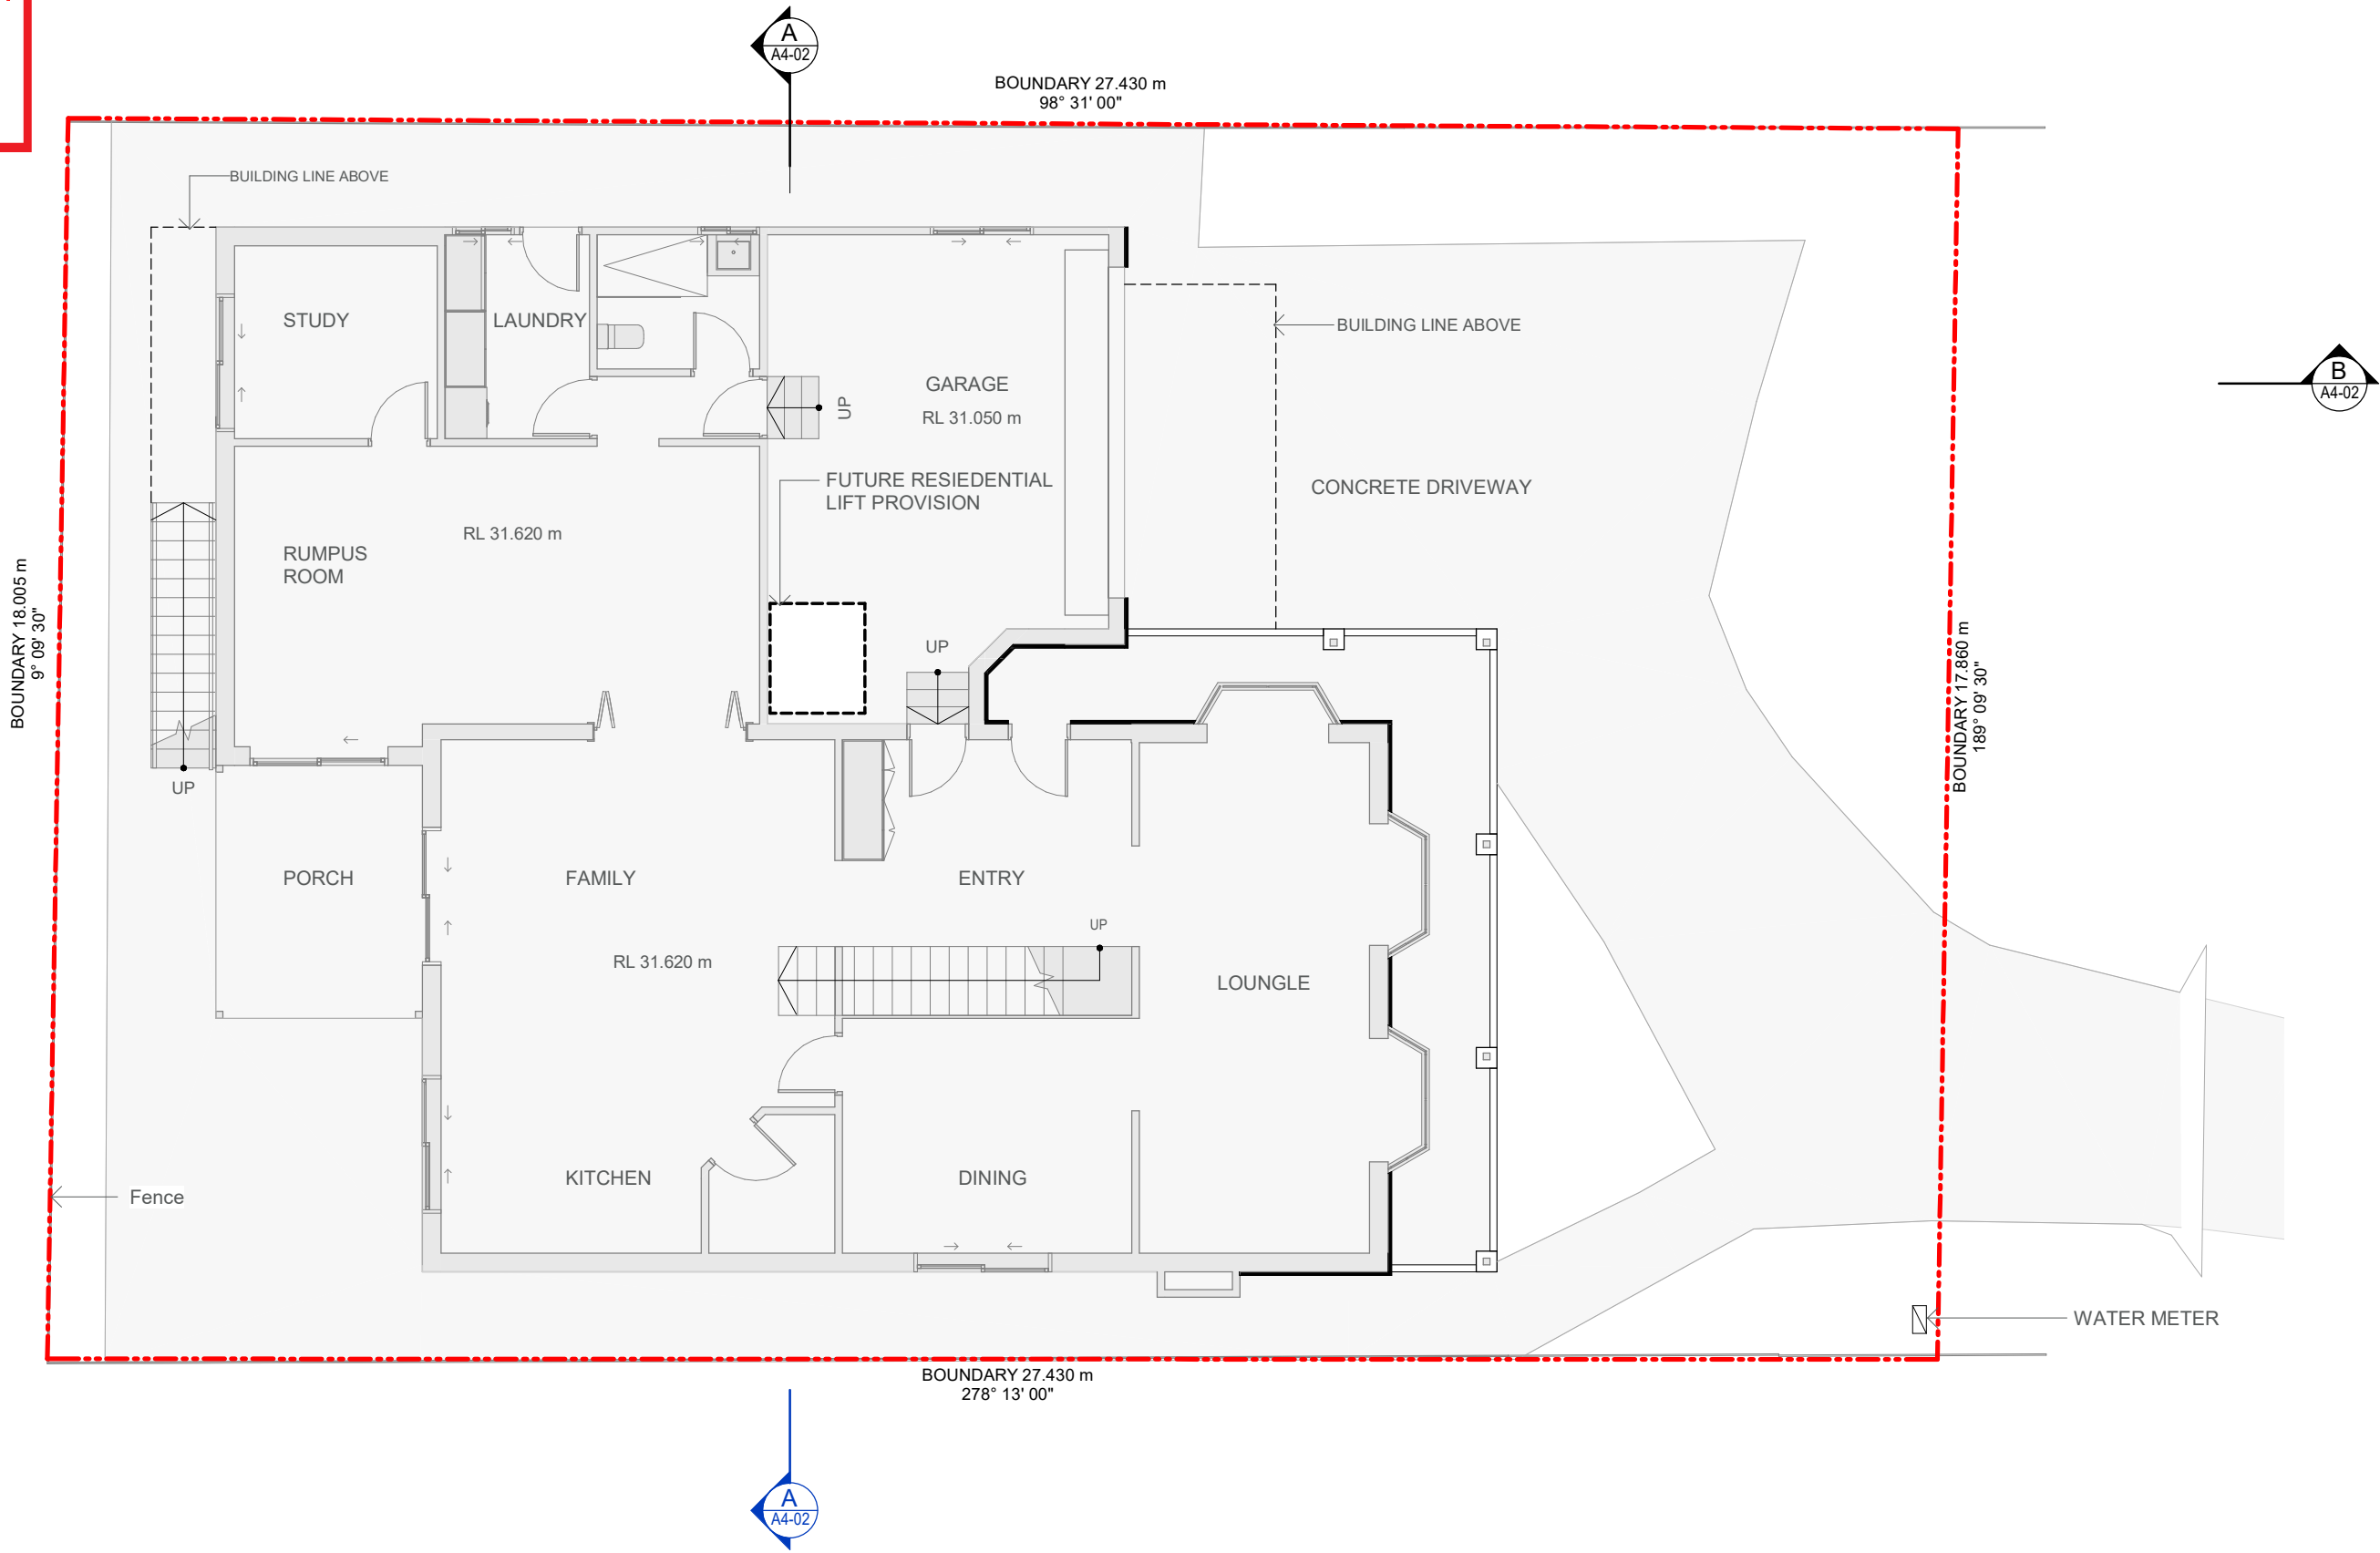 A
A4-02
BOUNDARY 27.430 m
98° 31' 00"
BUILDING LINE ABOVE
STUDY
LAUNDRY
BUILDING LINE ABOVE
GARAGE
RL 31.050 m
UP
B
A4-02
FUTURE RESIEDENTIAL
LIFT PROVISION
CONCRETE DRIVEWAY
RL 31.620 m
RUMPUS
ROOM
BOUNDARY 18.005 m
9° 09' 30"
UP
BOUNDARY 17.860 m
189° 09' 30"
UP
PORCH
FAMILY
ENTRY
UP
RL 31.620 m
LOUNGLE
KITCHEN
DINING
Fence
WATER METER
BOUNDARY 27.430 m
278° 13' 00"
A
A4-02